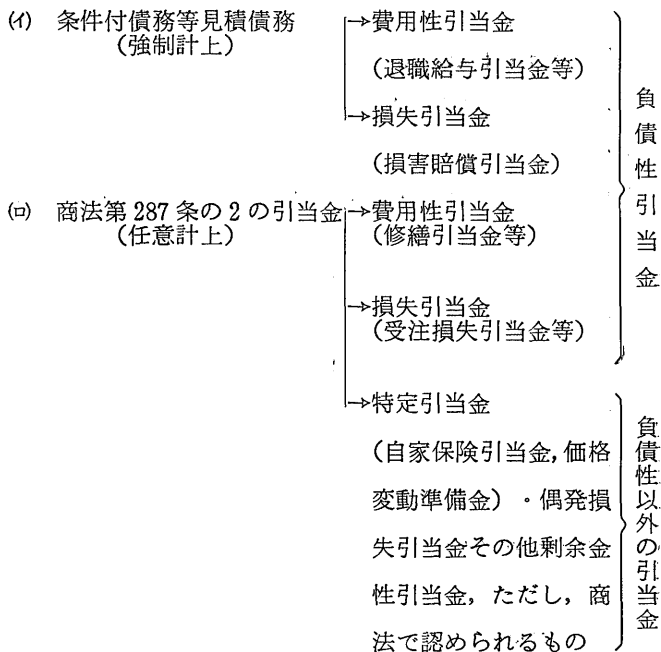 (イ) 条件付債務等見積債務
(強制計上)
→費用性引当金
(退職給与引当金等)
→損失引当金
(損害賠償引当金)
(ロ) 商法第287条の2の引当金
(任意計上)
→費用性引当金
(修繕引当金等)
→損失引当金
(受注損失引当金等)
負債性引当金
→特定引当金
(自家保険引当金,価格
変動準備金)・偶発損
失引当金その他剰余金
性引当金,ただし,商
法で認められるもの
負債性以外の引当金